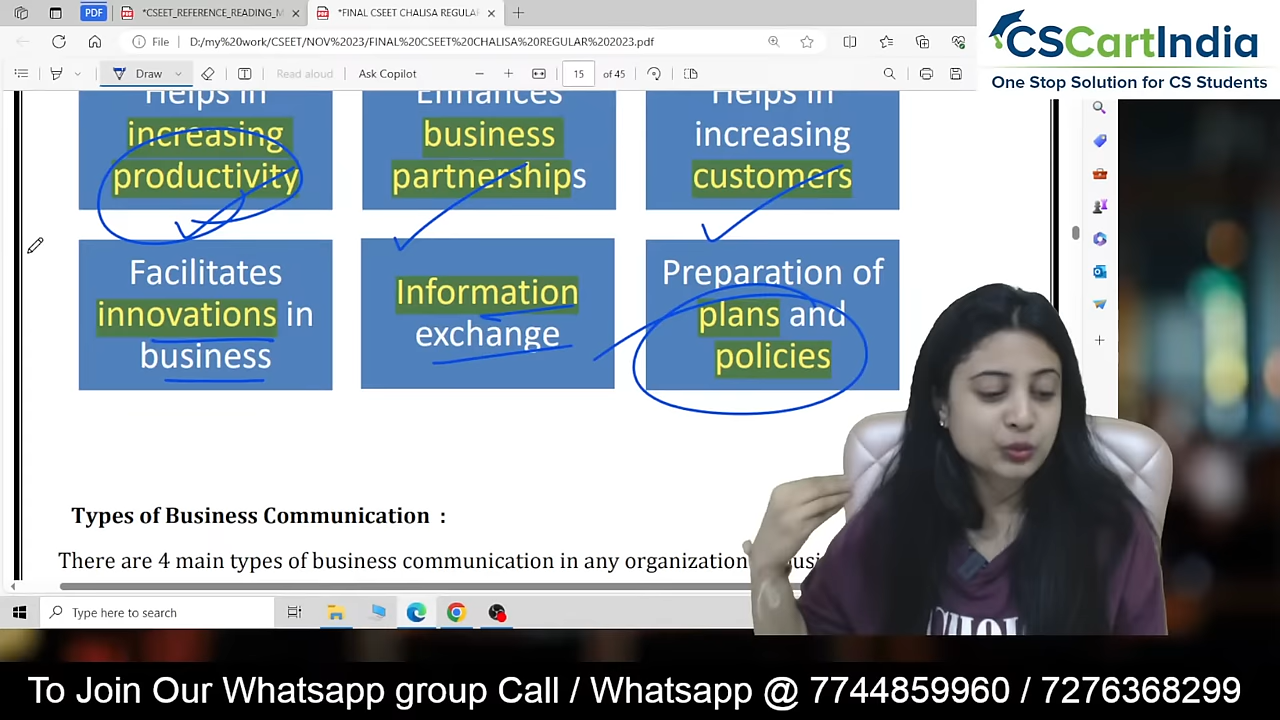 PDF
*CSEET_REFERENCE_READING_M
*FINAL CSEET CHALISA REGULAR
File
D:/my%20work/CSEET/NOV%2023/FINAL%20CSEET%20CHALISA%20REGULAR%202023.pdf
Draw
Read aloud
Ask Copilot
15
of 45
CSCartIndia
One Stop Solution for CS Students
Helps in
increasing
productivity
Enhances
business
partnerships
Helps in
increasing
customers
Facilitates
innovations in
business
Information
exchange
Preparation of
plans and
policies
Types of Business Communication :
There are 4 main types of business communication in any organization
Type here to search
To Join Our Whatsapp group Call / Whatsapp @ 7744859960 / 7276368299